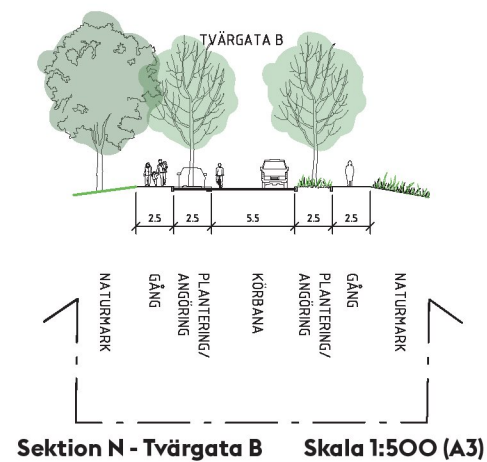 TVÄRGATA B
2.5 2.5 5.5 2.5 2.5
NATURMARK
GÅNG
PLANTERING/
ANGÖRING
KÖRBANA
PLANTERING/
ANGÖRING
GÅNG
NATURMARK
Sektion N - Tvärgata B Skala 1:500 (A3)